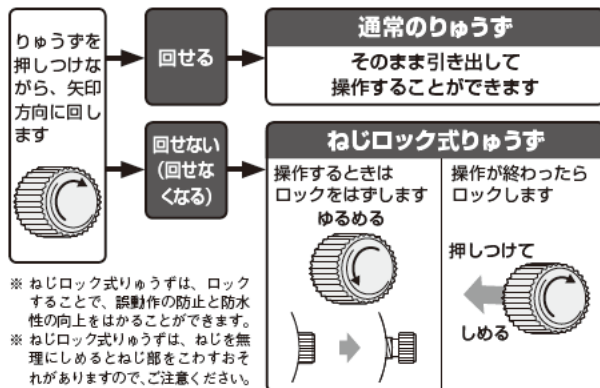 りゅうずを
押しつけな
がら、矢印
方向に回し
ます
回せる
通常のりゅうず
そのまま引き出して
操作することができます
回せない
(回せな
くなる)
ねじロック式りゅうず
操作するときは
ロックをはずします
ゆるめる
操作が終わったら
ロックします
押しつけて
しめる
※ ねじロック式りゅうずは、ロック
することで、誤動作の防止と防水
性の向上をはかることができます。
※ ねじロック式りゅうずは、ねじを無
理にしめるとねじ部をこわすおそ
れがありますので、ご注意ください。